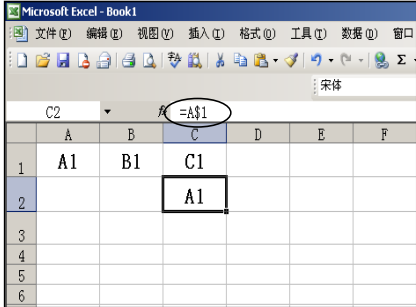 Microsoft Excel - Book1
文件(F) 编辑(E) 视图(V) 插入(I) 格式(O) 工具(T) 数据(D) 窗口
宋体
C2 fx =A$1
A B C D E F
1 A1 B1 C1
2 A1
3
4
5
6